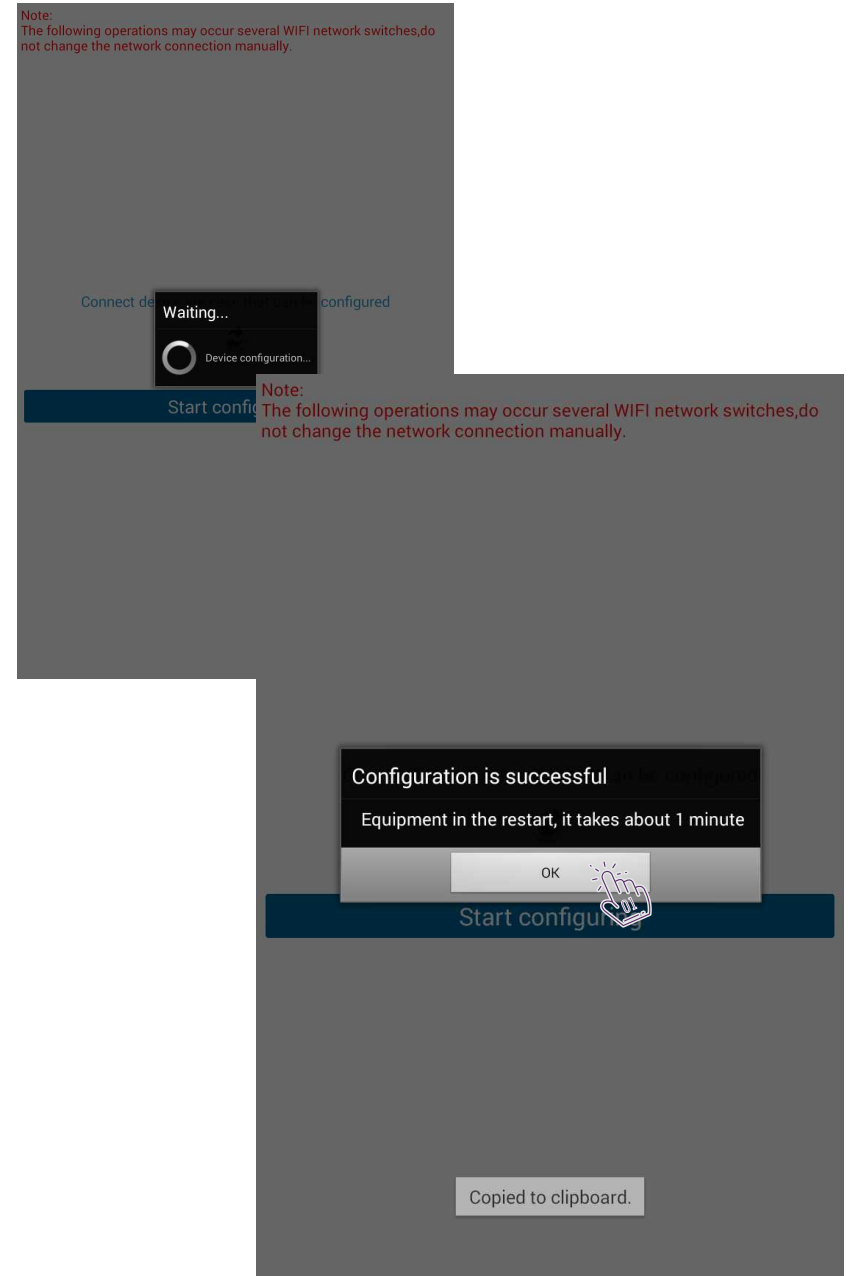 Note:
The following operations may occur several WIFI network switches,do
not change the network connection manually.
Connect de
configured
Waiting...
Device configuration...
Start config
Note:
The following operations may occur several WIFI network switches,do
not change the network connection manually.
Configuration is successful
Equipment in the restart, it takes about 1 minute
OK
01
Start configuring
Copied to clipboard.